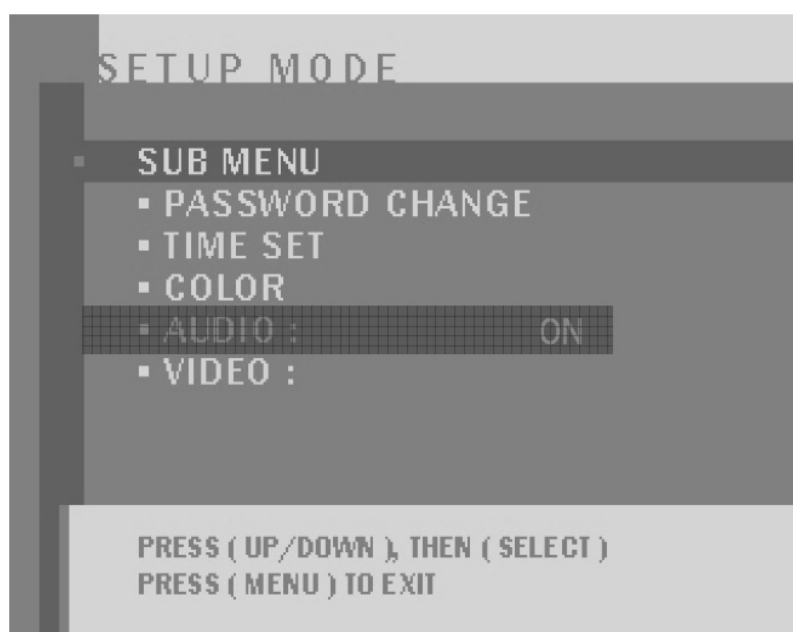 SETUP MODE
SUB MENU
▪ PASSWORD CHANGE
▪ TIME SET
▪ COLOR
▪ AUDIO : ON
▪ VIDEO :
PRESS ( UP/DOWN ), THEN ( SELECT )
PRESS ( MENU ) TO EXIT